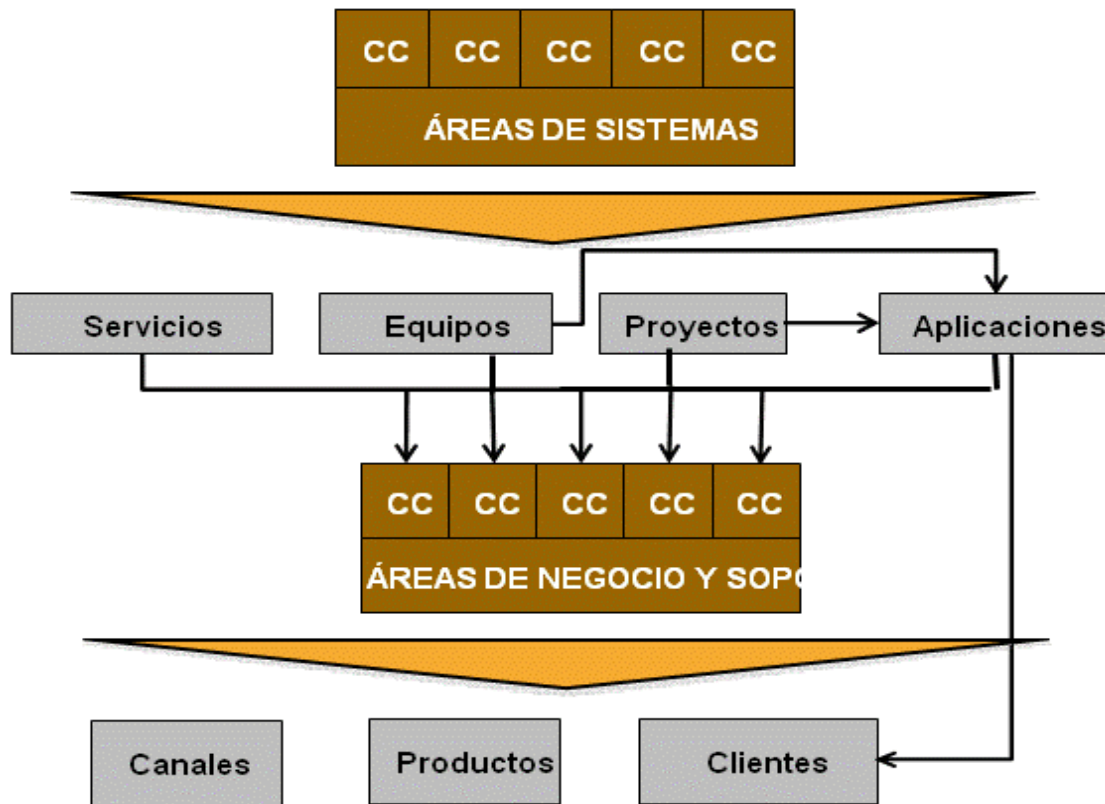 CC CC CC CC CC
ÁREAS DE SISTEMAS
Servicios Equipos Proyectos Aplicaciones
CC CC CC CC CC
ÁREAS DE NEGOCIO Y
Canales Productos Clientes